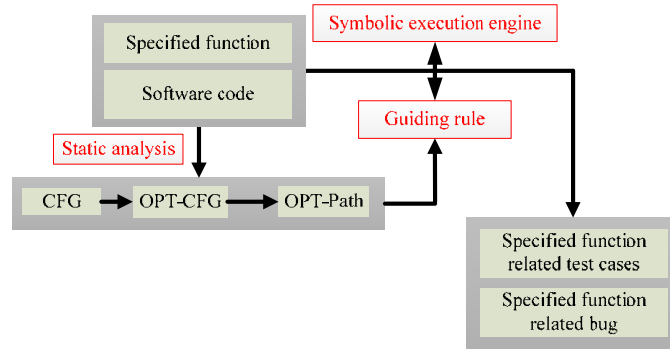 Specified function
Software code
Symbolic execution engine
Guiding rule
Static analysis
CFG
OPT-CFG
OPT-Path
Specified function
related test cases
Specified function
related bug